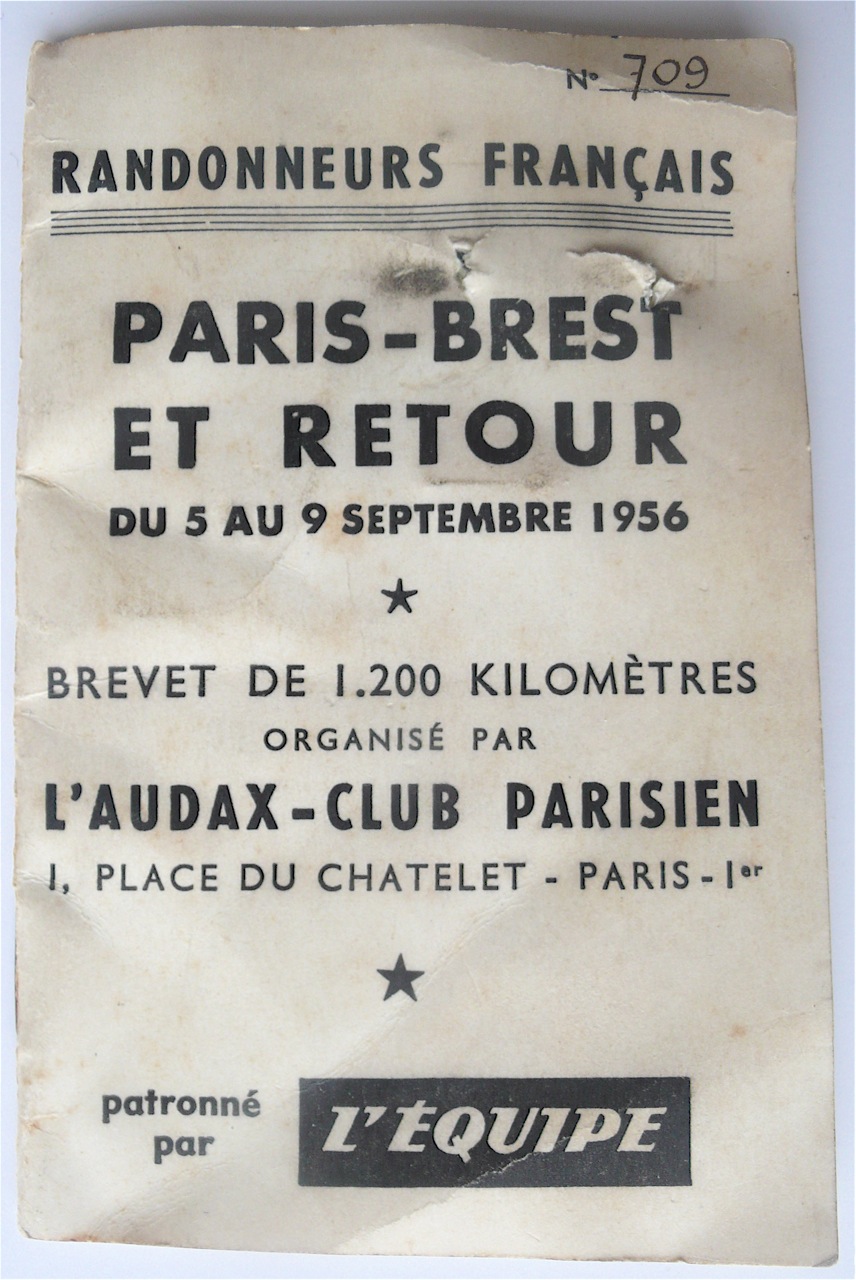 N° 709
RANDONNEURS FRANÇAIS
PARIS-BREST
ET RETOUR
DU 5 AU 9 SEPTEMBRE 1956
BREVET DE 1.200 KILOMÈTRES
ORGANISÉ PAR
L'AUDAX-CLUB PARISIEN
1, PLACE DU CHATELET - PARIS-1er
patronné
par
L'ÉQUIPE